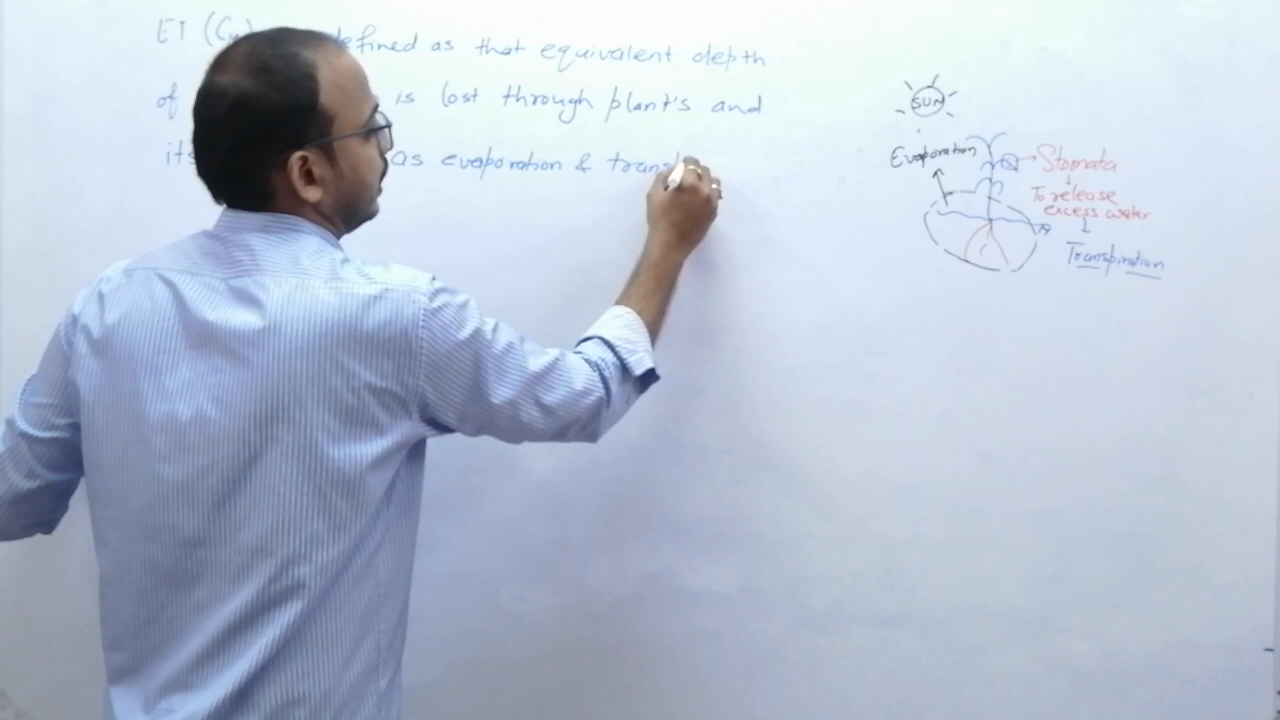 ET (Cu) defined as that equivalent depth
of is lost through plant's and
its as evaporation & trans
SUN
Evaporation
Stomata
To release
excess water
Transpiration